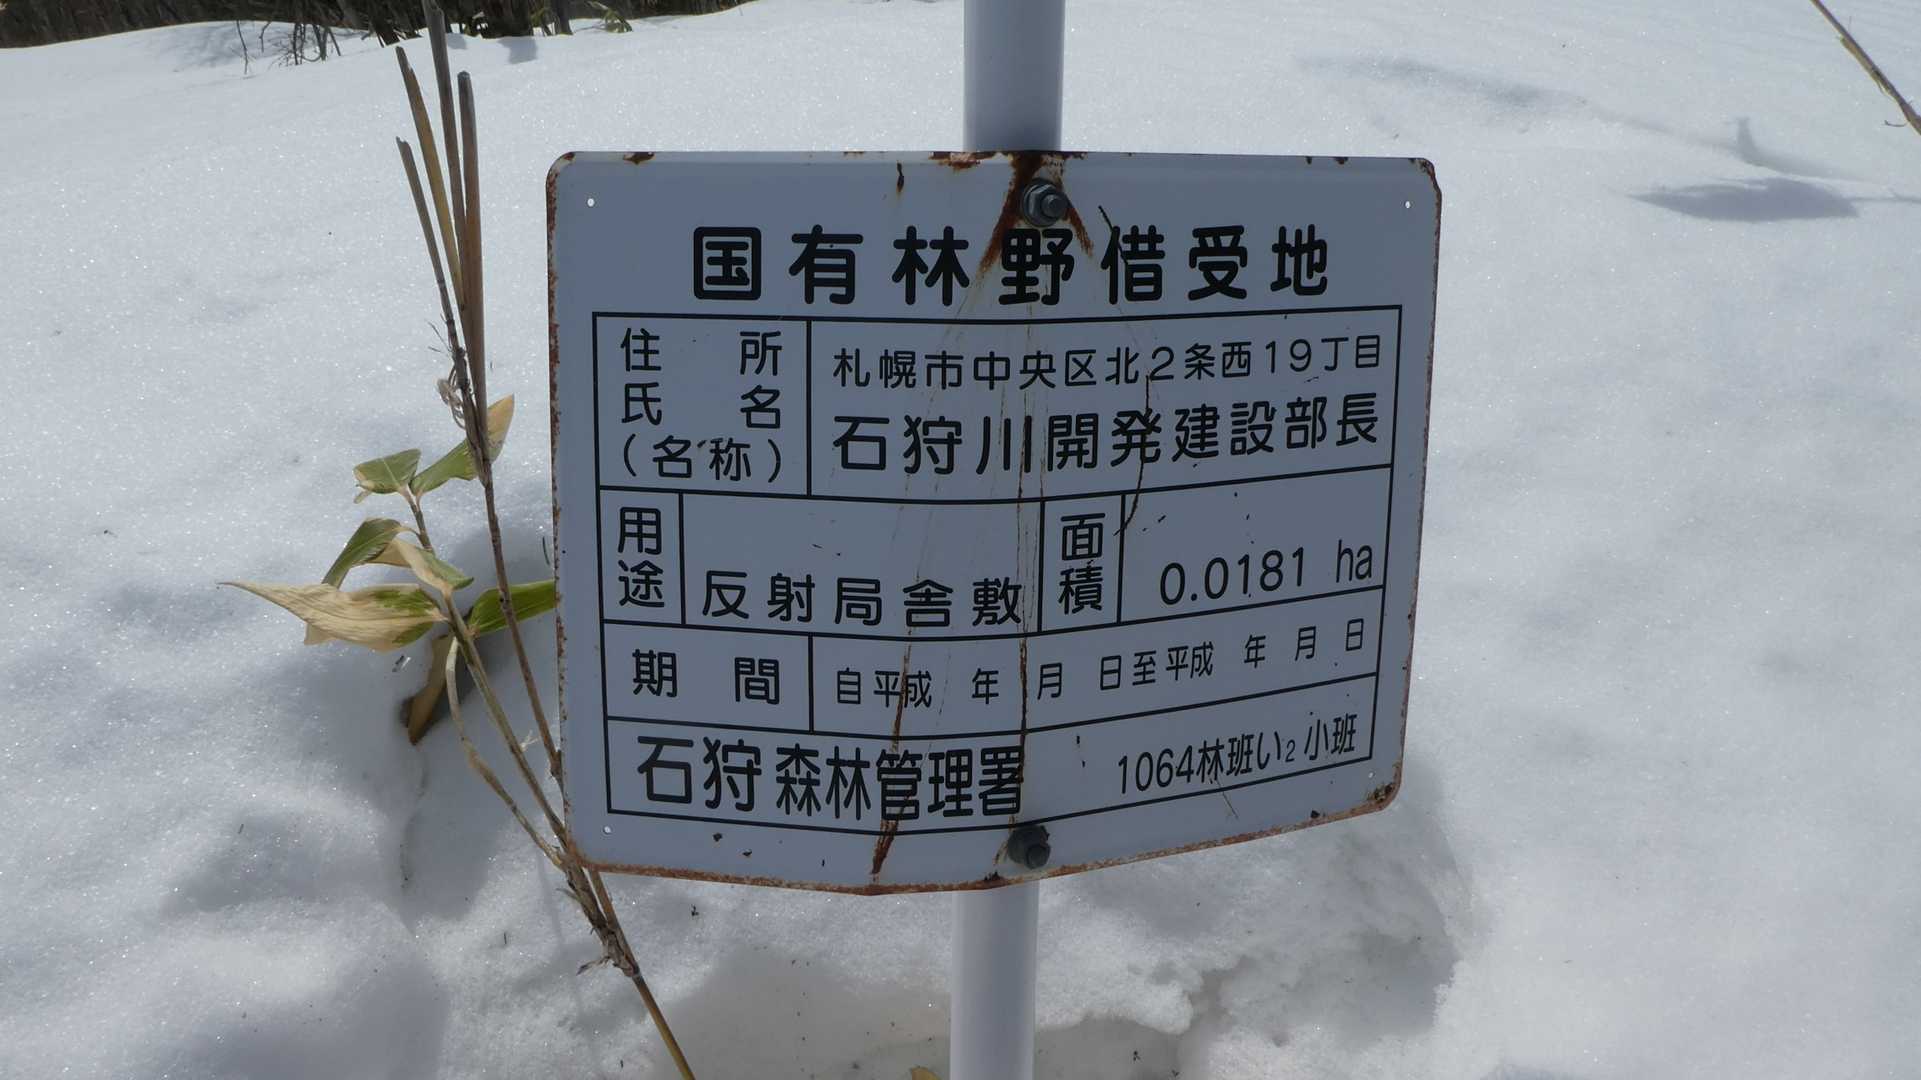 国有林野借受地
住所 札幌市中央区北2条西19丁目
氏名 石狩川開発建設部長
(名称)
用途 反射局舎敷 面積 0.0181 ha
期間 自平成 年 月 日至平成 年 月 日
石狩森林管理署 1064林班い2小班